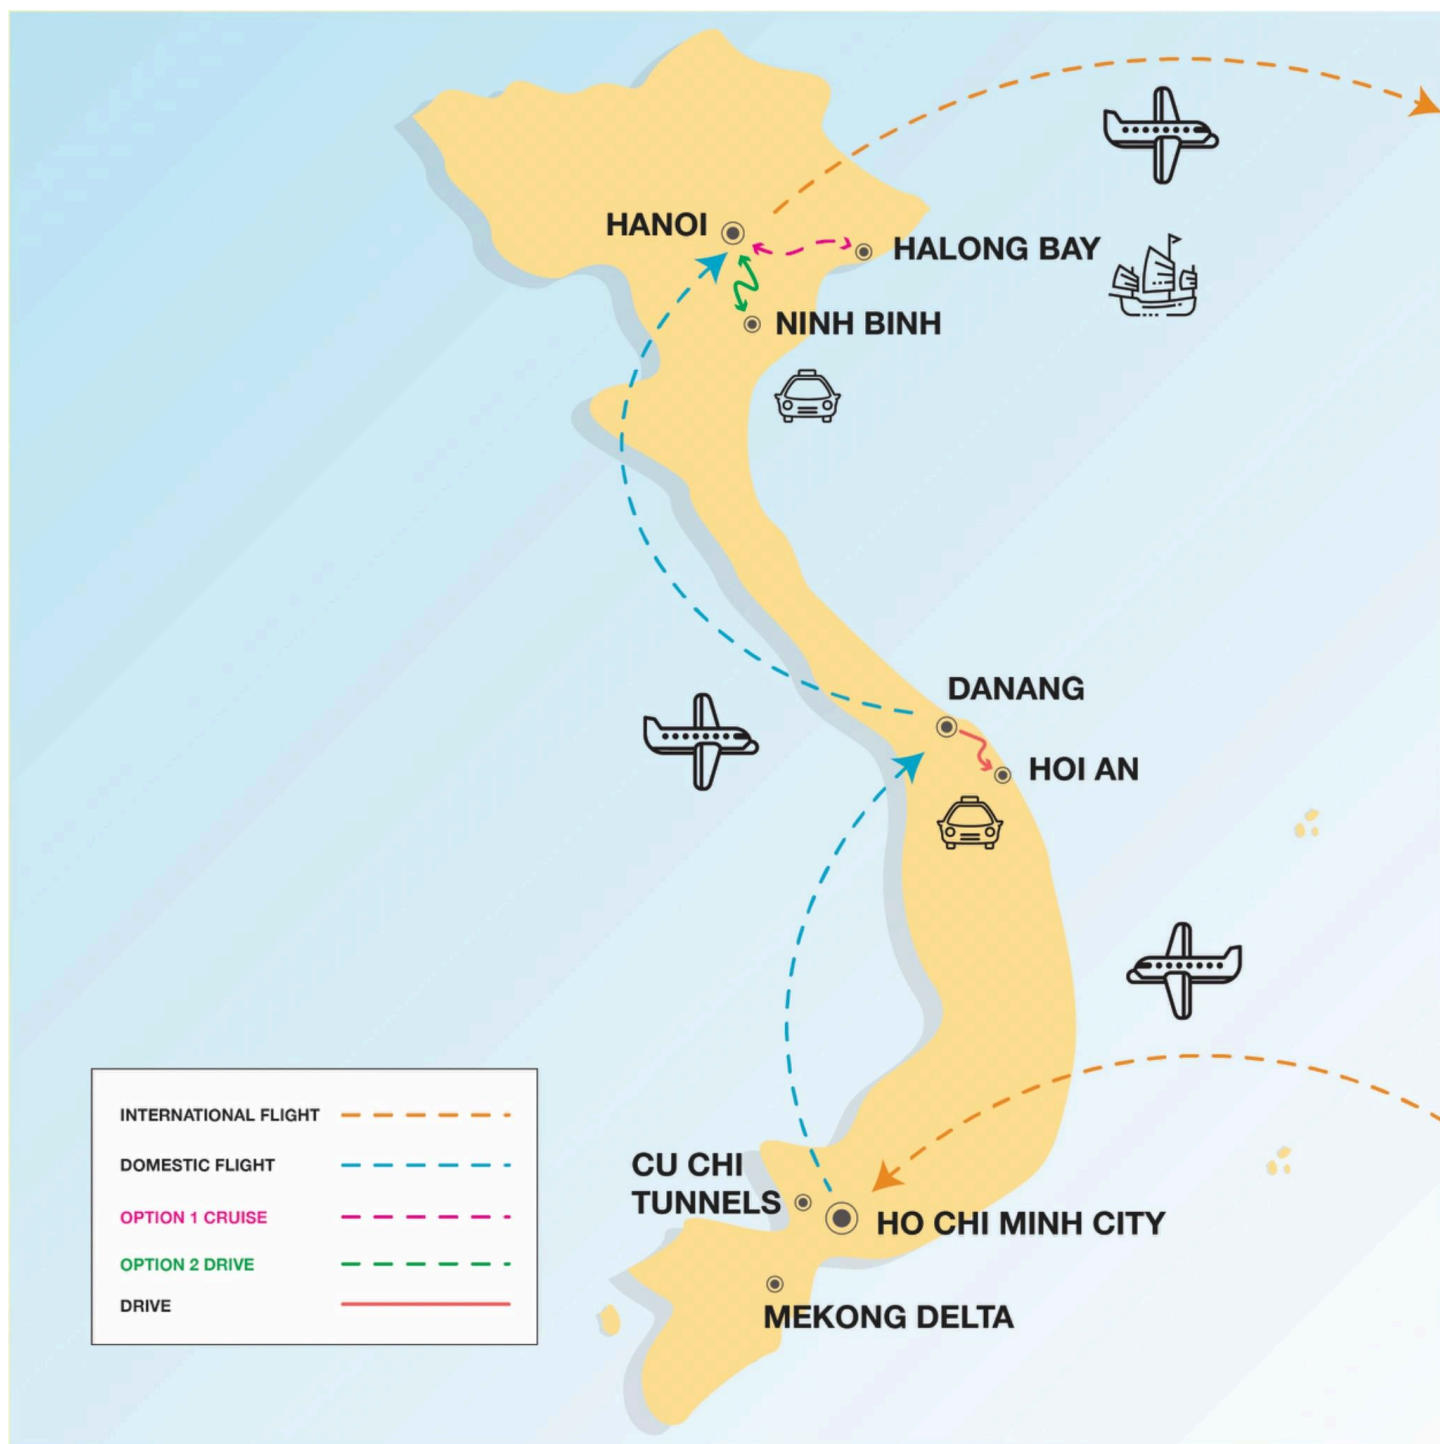 HANOI
HALONG BAY
NINH BINH
DANANG
HOI AN
CU CHI
TUNNELS
HO CHI MINH CITY
MEKONG DELTA
INTERNATIONAL FLIGHT
DOMESTIC FLIGHT
OPTION 1 CRUISE
OPTION 2 DRIVE
DRIVE